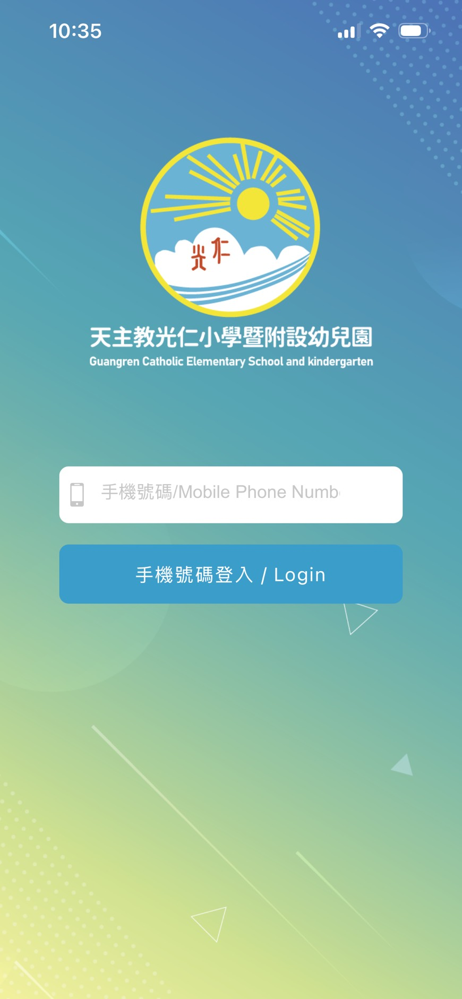 10:35
光仁
天主教光仁小學暨附設幼兒園
Guangren Catholic Elementary School and kindergarten
手機號碼/Mobile Phone Numb
手機號碼登入 / Login